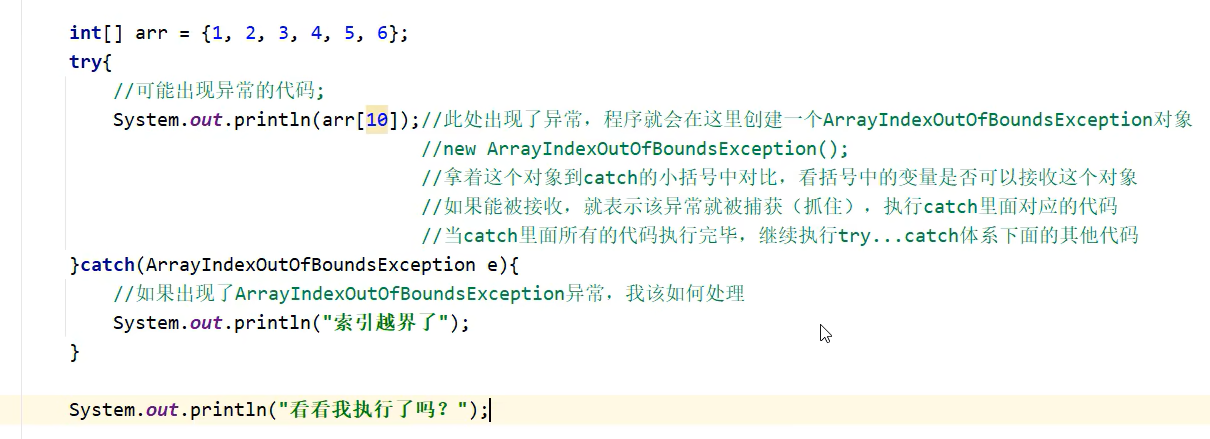 int[] arr = {1, 2, 3, 4, 5, 6};
try{
//可能出现异常的代码;
System.out.println(arr[10]);//此处出现了异常，程序就会在这里创建一个ArrayIndexOutOfBoundsException对象
//new ArrayIndexOutOfBoundsException();
//拿着这个对象到catch的小括号中对比，看括号中的变量是否可以接收这个对象
//如果能被接收，就表示该异常就被捕获（抓住），执行catch里面对应的代码
//当catch里面所有的代码执行完毕，继续执行try...catch体系下面的其他代码
}catch(ArrayIndexOutOfBoundsException e){
//如果出现了ArrayIndexOutOfBoundsException异常，我该如何处理
System.out.println("索引越界了");
}
System.out.println("看看我执行了吗？");